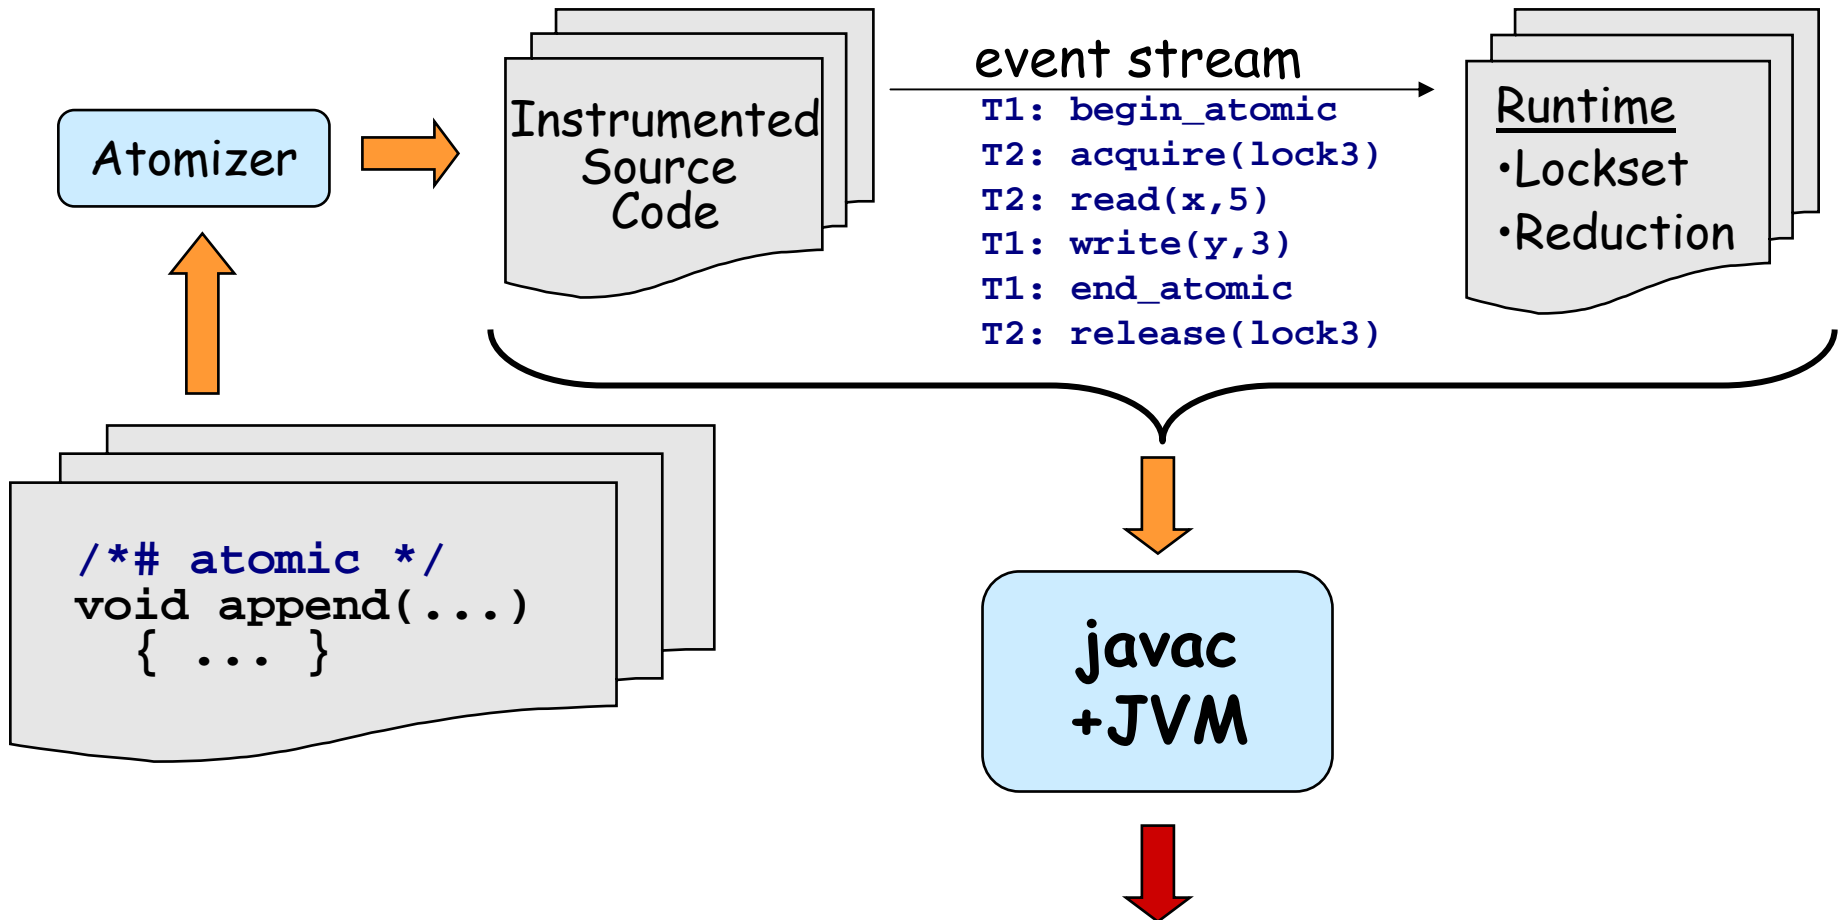 Atomizer
Instrumented
Source
Code
event stream
T1: begin_atomic
T2: acquire(lock3)
T2: read(x,5)
T1: write(y,3)
T1: end_atomic
T2: release(lock3)
Runtime
•Lockset
•Reduction
/*# atomic */
void append(...)
{ ... }
javac
+JVM